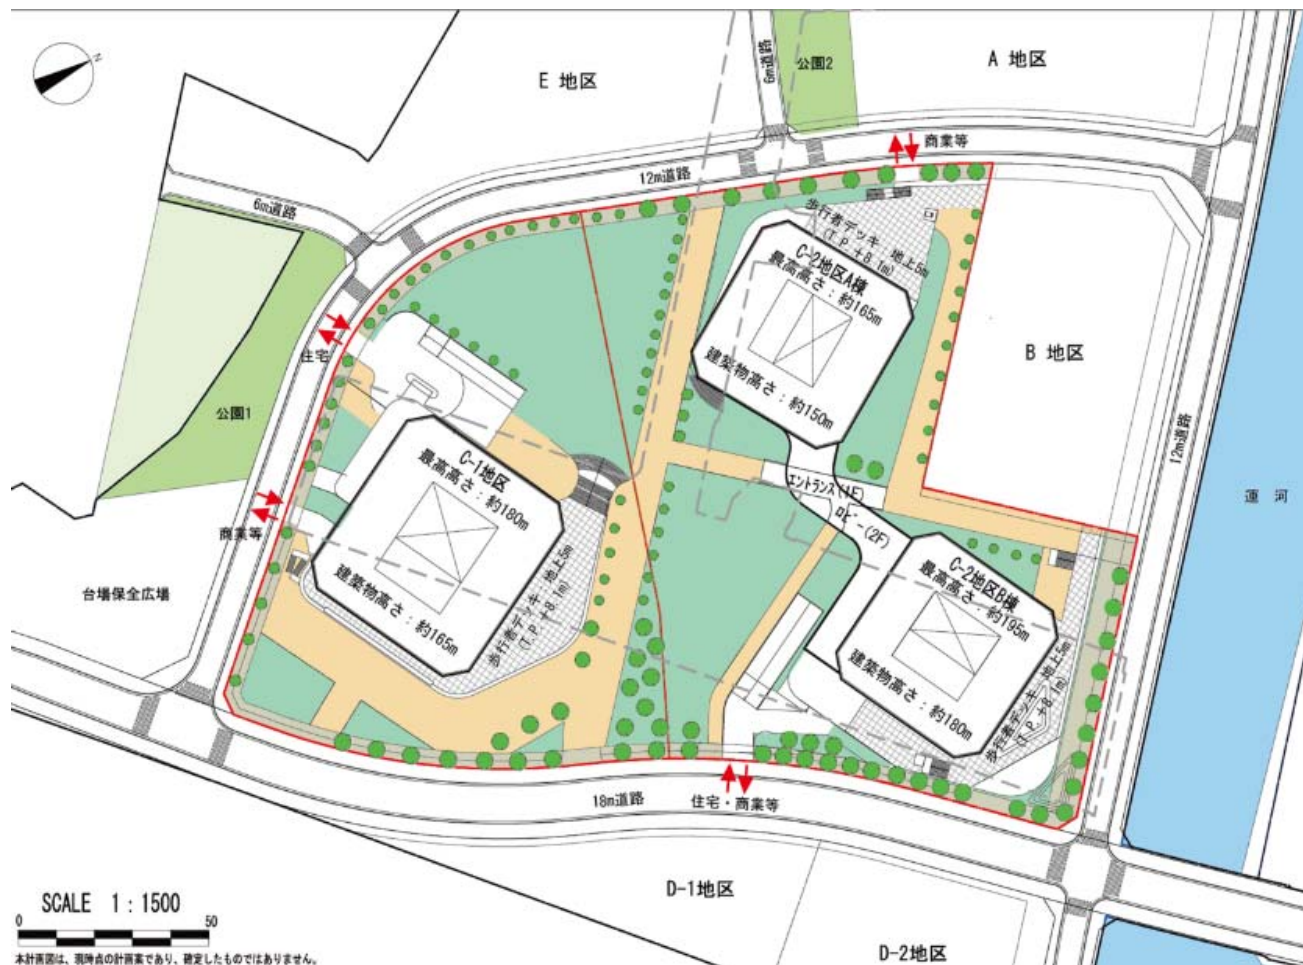 N
E 地区
6m道路
公園2
A 地区
商業等
12m道路
6m道路
歩行者デッキ 地上5m
(T.P.+8.1m)
C-2地区A棟
最高高さ：約165m
建築物高さ：約150m
B 地区
住宅
公園1
12m道路
C-1地区
最高高さ：約180m
建築物高さ：約165m
エントランス(1F)
ロビー(2F)
運 河
商業等
歩行者デッキ 地上5m
(T.P.+8.1m)
C-2地区B棟
最高高さ：約195m
建築物高さ：約180m
歩行者デッキ 地上5m
(T.P.+8.1m)
台場保全広場
18m道路
住宅・商業等
D-1地区
D-2地区
SCALE 1：1500
0 50
本計画図は、現時点の計画案であり、確定したものではありません。